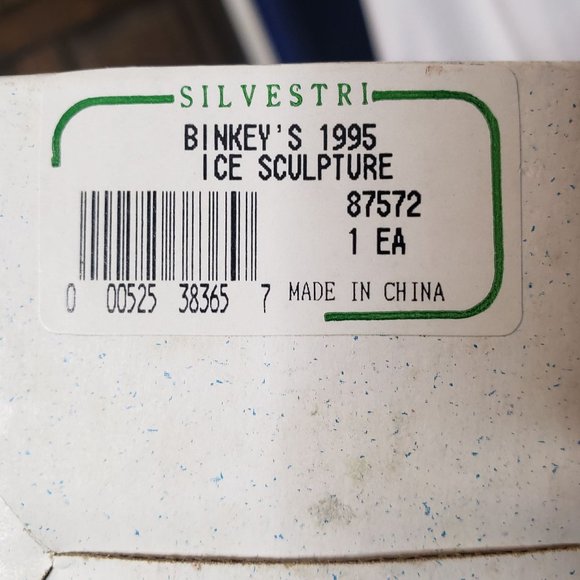 SILVESTRI
BINKEY'S 1995
ICE SCULPTURE
87572
1 EA
0 00525 38365 7
MADE IN CHINA